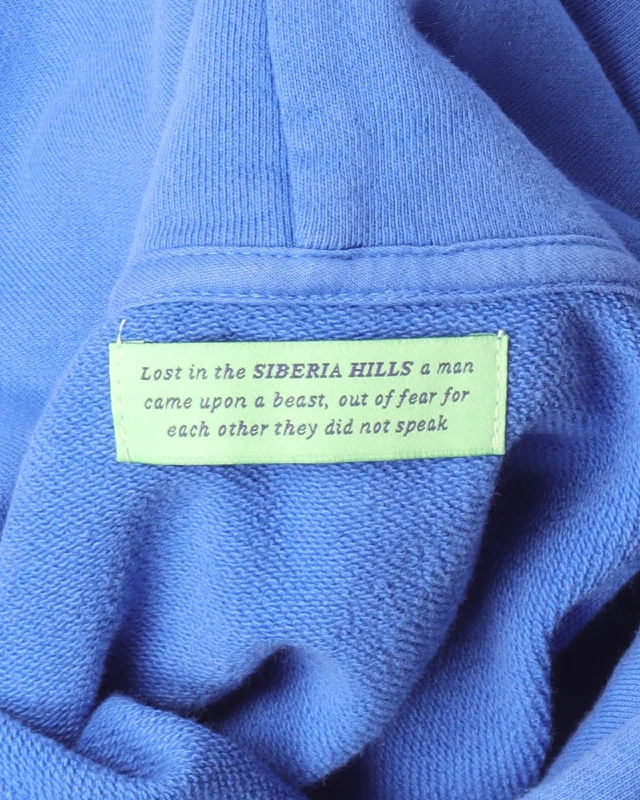 Lost in the SIBERIA HILLS a man
came upon a beast, out of fear for
each other they did not speak